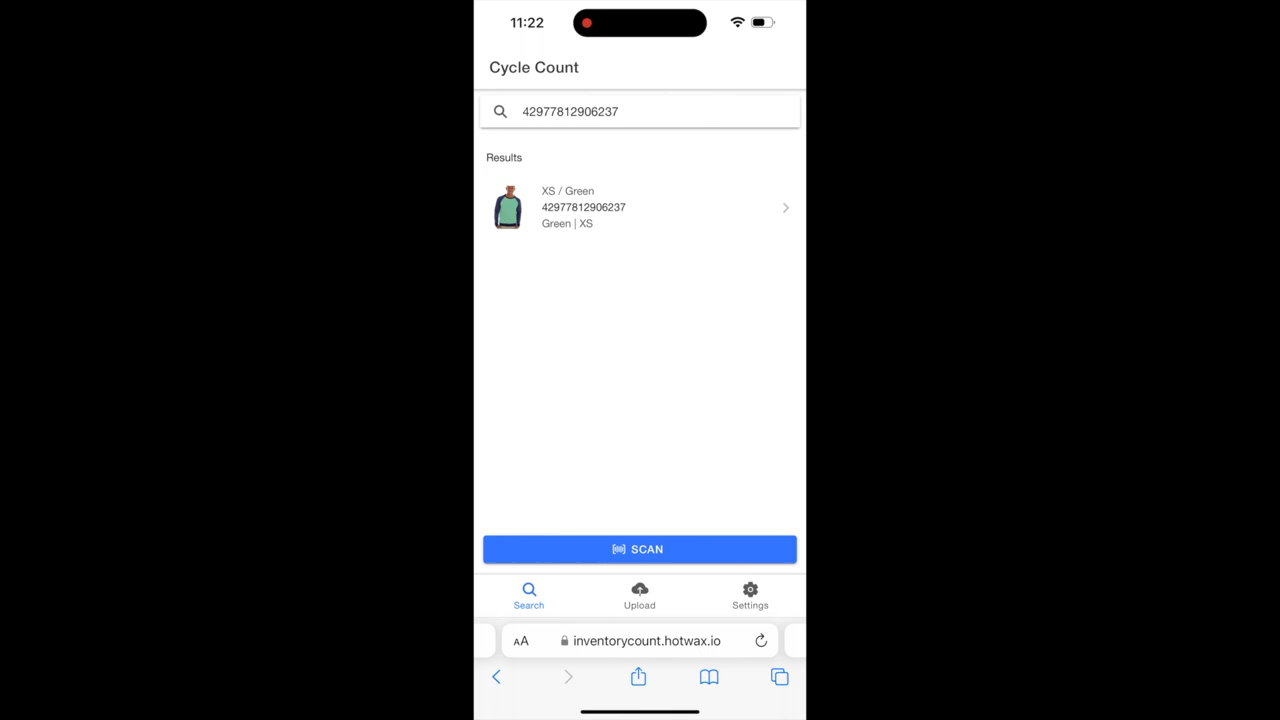 11:22
Cycle Count
42977812906237
Results
XS / Green
42977812906237
Green | XS
SCAN
Search Upload Settings
AA inventorycount.hotwax.io